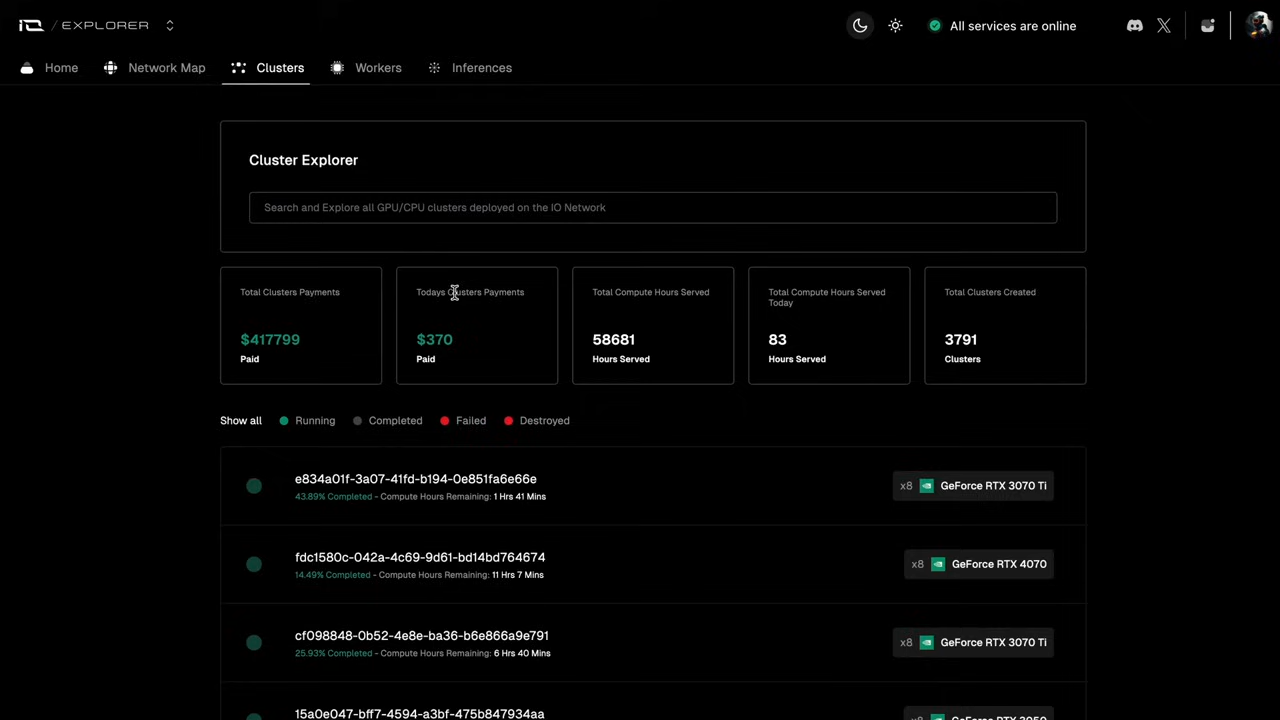 IO / EXPLORER
All services are online
Home
Network Map
Clusters
Workers
Inferences
Cluster Explorer
Search and Explore all GPU/CPU clusters deployed on the IO Network
Total Clusters Payments
$417799
Paid
Todays Clusters Payments
$370
Paid
Total Compute Hours Served
58681
Hours Served
Total Compute Hours Served
Today
83
Hours Served
Total Clusters Created
3791
Clusters
Show all
Running
Completed
Failed
Destroyed
e834a01f-3a07-41fd-b194-0e851fa6e66e
43.89% Completed - Compute Hours Remaining: 1 Hrs 41 Mins
x8 GeForce RTX 3070 Ti
fdc1580c-042a-4c69-9d61-bd14bd764674
14.49% Completed - Compute Hours Remaining: 11 Hrs 7 Mins
x8 GeForce RTX 4070
cf098848-0b52-4e8e-ba36-b6e866a9e791
25.93% Completed - Compute Hours Remaining: 6 Hrs 40 Mins
x8 GeForce RTX 3070 Ti
15a0e047-bff7-4594-a3bf-475b847934aa